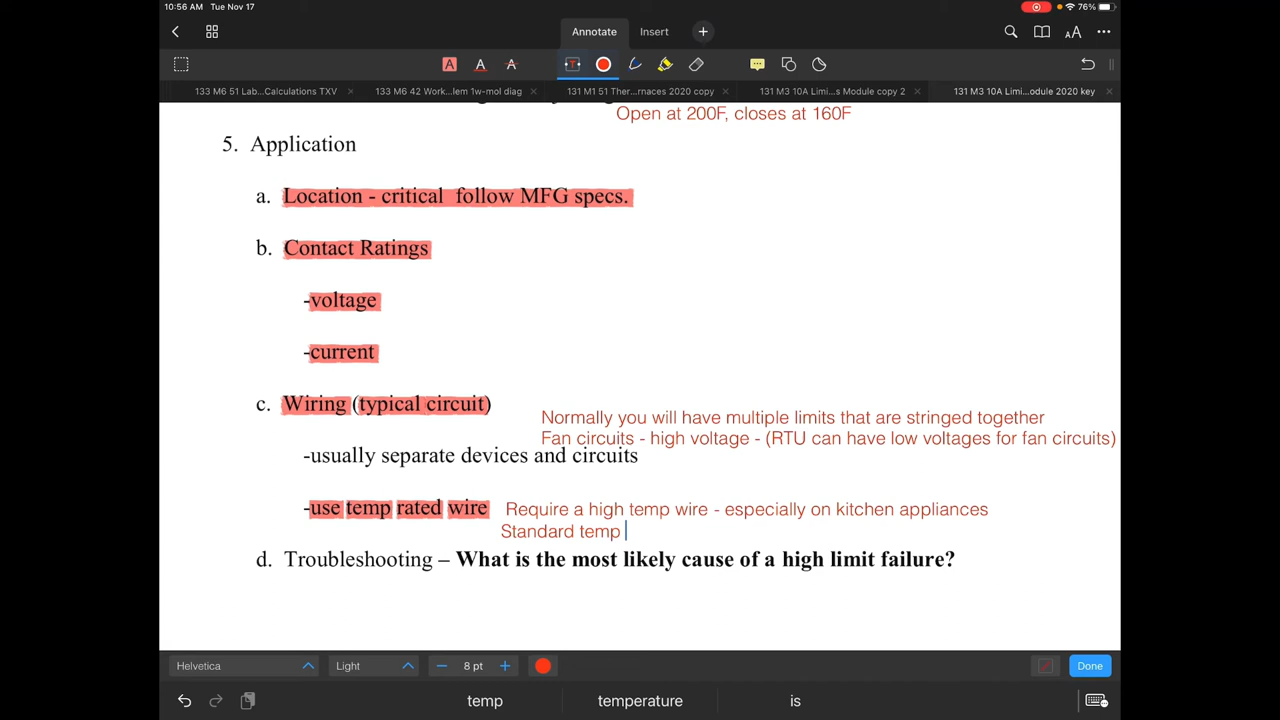 10:56 AM Tue Nov 17
76%
Annotate
Insert
133 M6 51 Lab...Calculations TXV
133 M6 42 Work...lem 1w-mol diag
131 M1 51 Ther...rnaces 2020 copy
131 M3 10A Limi...s Module copy 2
131 M3 10A Limi...odule 2020 key
Open at 200F, closes at 160F
5. Application
a. Location - critical follow MFG specs.
b. Contact Ratings
-voltage
-current
c. Wiring (typical circuit)
Normally you will have multiple limits that are stringed together
Fan circuits - high voltage - (RTU can have low voltages for fan circuits)
-usually separate devices and circuits
-use temp rated wire
Require a high temp wire - especially on kitchen appliances
Standard temp
d. Troubleshooting – What is the most likely cause of a high limit failure?
Helvetica
Light
8 pt
Done
temp
temperature
is